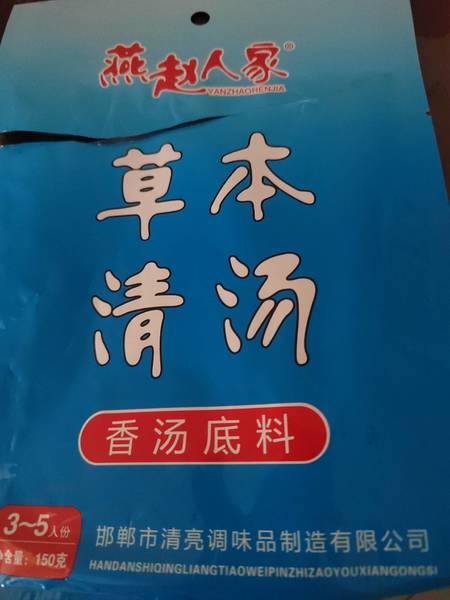 燕赵人家®
YANZHAORENJIA
草本
清汤
香汤底料
3~5人份
含量：150克
邯郸市清亮调味品制造有限公司
HANDANSHIQINGLIANGTIAOWEIPINZHIZAOYOUXIANGONGSI